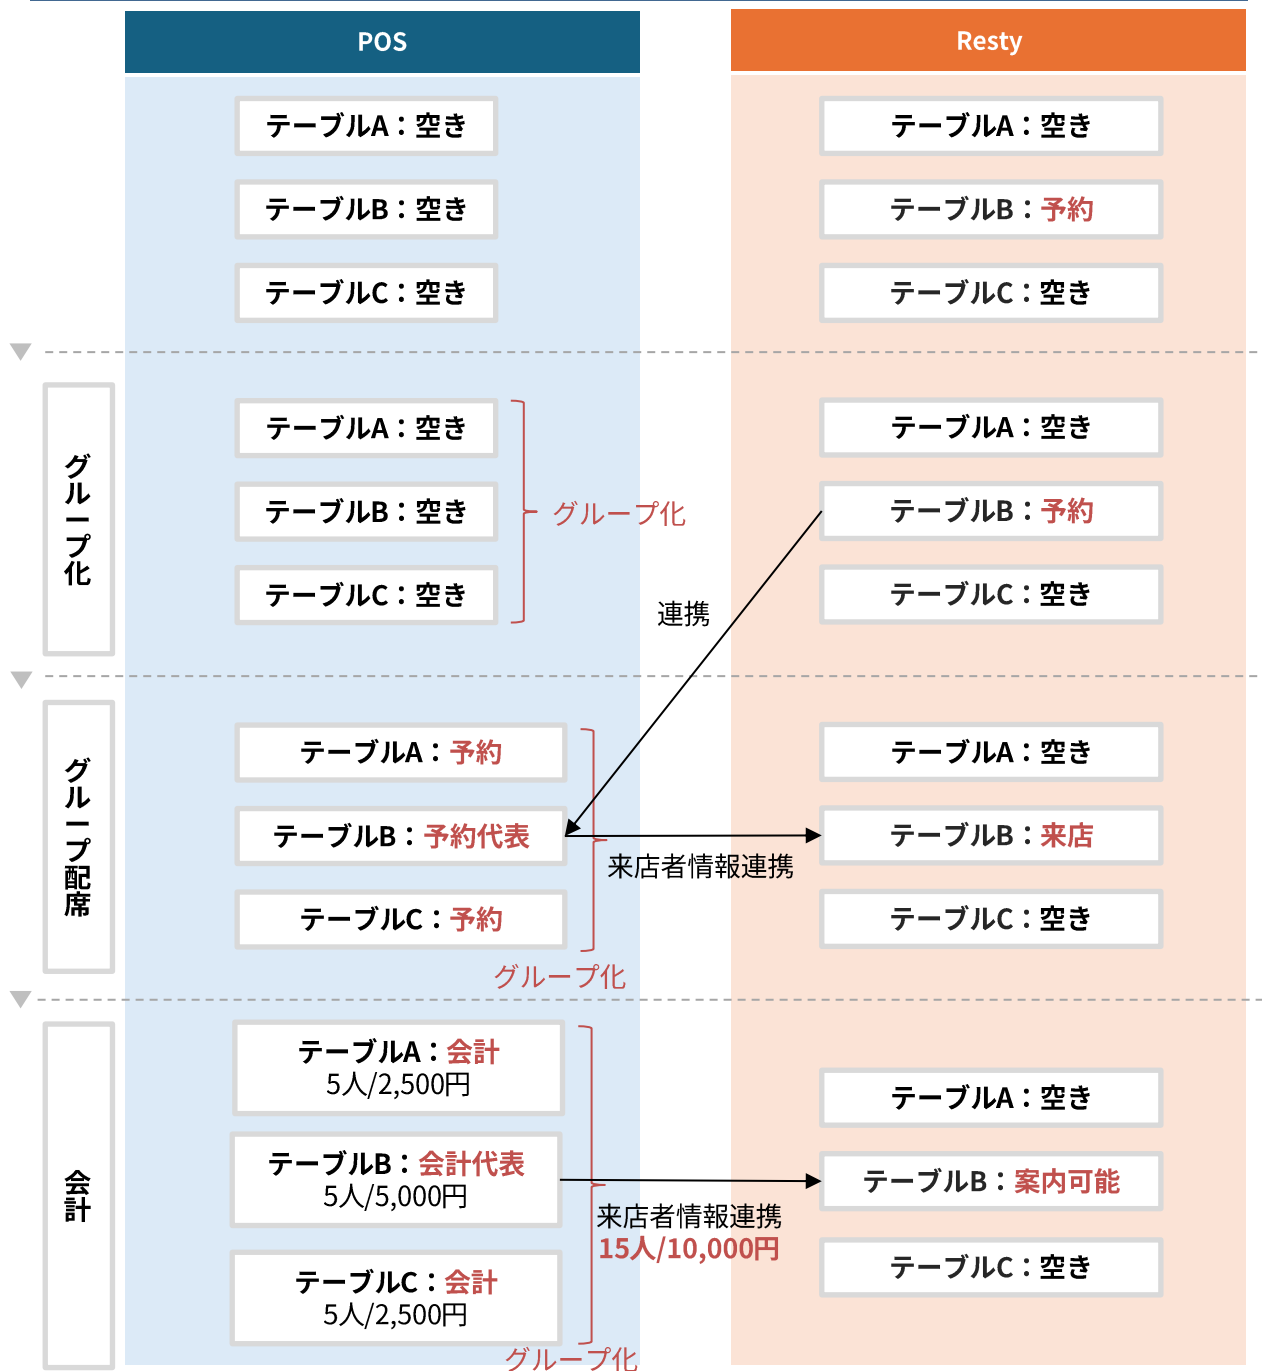 POS
Resty
テーブルA：空き
テーブルA：空き
テーブルB：空き
テーブルB：予約
テーブルC：空き
テーブルC：空き
グループ化
テーブルA：空き
テーブルB：空き
テーブルC：空き
グループ化
テーブルA：空き
テーブルB：予約
テーブルC：空き
連携
グループ配席
テーブルA：予約
テーブルB：予約代表
テーブルC：予約
グループ化
来店者情報連携
テーブルA：空き
テーブルB：来店
テーブルC：空き
会計
テーブルA：会計
5人/2,500円
テーブルB：会計代表
5人/5,000円
テーブルC：会計
5人/2,500円
グループ化
来店者情報連携
15人/10,000円
テーブルA：空き
テーブルB：案内可能
テーブルC：空き